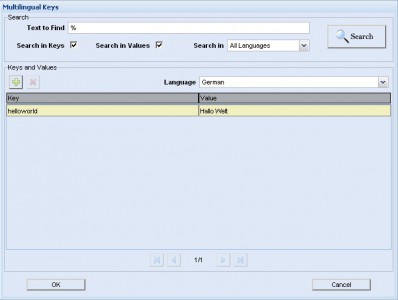 Multilingual Keys
Search
Text to Find %
Search in Keys Search in Values Search in All Languages
Search
Keys and Values
Language German
Key Value
helloworld Hallo Welt
1/1
OK Cancel